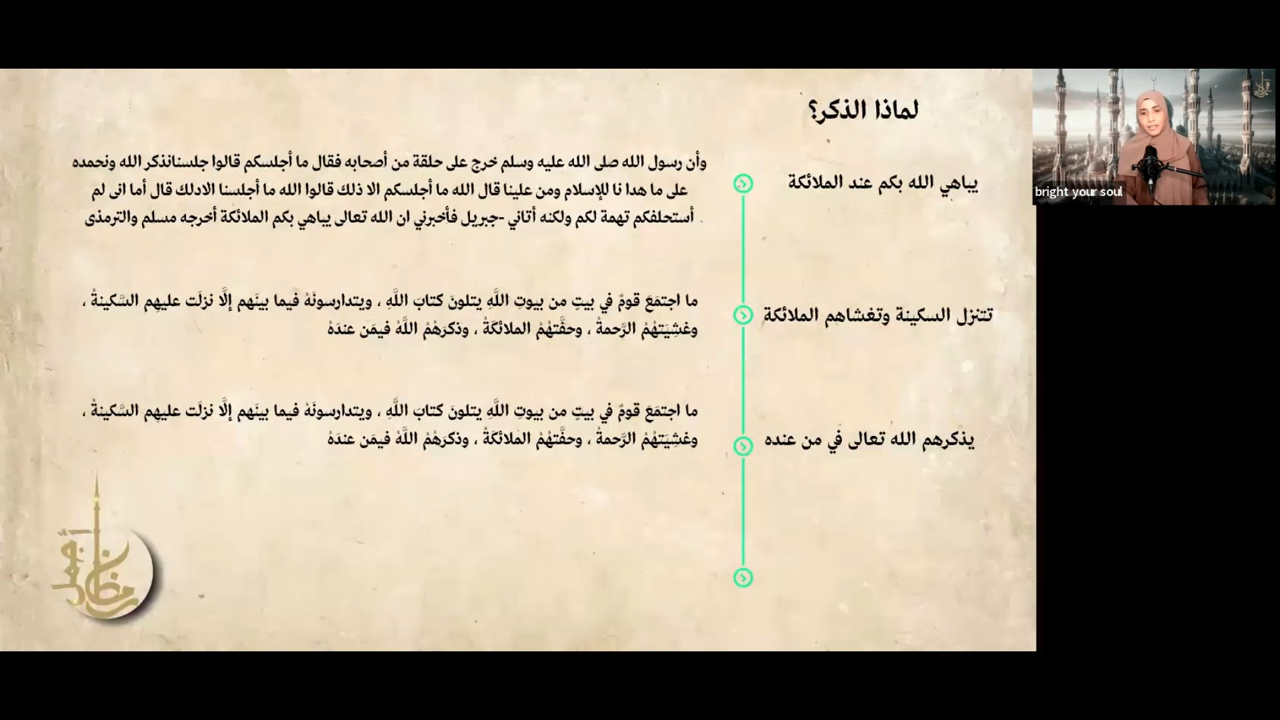 لماذا الذكر؟
يباهي الله بكم عند الملائكة
وأن رسول الله صلى الله عليه وسلم خرج على حلقة من أصحابه فقال ما أجلسكم قالوا جلسنانذكر الله ونحمده
على ما هدا نا للإسلام ومن علينا قال الله ما أجلسكم الا ذلك قالوا الله ما أجلسنا الادلك قال أما انى لم
أستحلفكم تهمة لكم ولكنه أتاني -جبريل فأخبرني ان الله تعالى يباهي بكم الملائكة أخرجه مسلم والترمذى
تتنزل السكينة وتغشاهم الملائكة
ما اجتمَعَ قومٌ في بيتٍ من بيوتِ اللَّهِ يتلونَ كتابَ اللَّهِ ، ويتدارسونَهُ فيما بينَهم إلَّا نزلَت عليهِم السَّكينةُ ،
وغشِيَتهُمُ الرَّحمةُ ، وحفَّتهُمُ الملائكَةُ ، وذكرَهُمُ اللَّهُ فيمَن عندَهُ
يذكرهم الله تعالى في من عنده
ما اجتمَعَ قومٌ في بيتٍ من بيوتِ اللَّهِ يتلونَ كتابَ اللَّهِ ، ويتدارسونَهُ فيما بينَهم إلَّا نزلَت عليهِم السَّكينةُ ،
وغشِيَتهُمُ الرَّحمةُ ، وحفَّتهُمُ الملائكَةُ ، وذكرَهُمُ اللَّهُ فيمَن عندَهُ
bright your soul